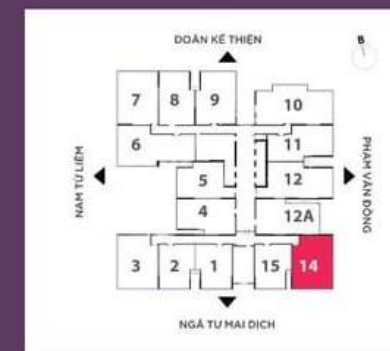 DOÃN KẾ THIỆN
B
7 8 9 10
6 11
5 12
4 12A
3 2 1 15 14
NAM TỪ LIÊM
PHẠM VĂN ĐỒNG
NGÃ TƯ MAI DỊCH